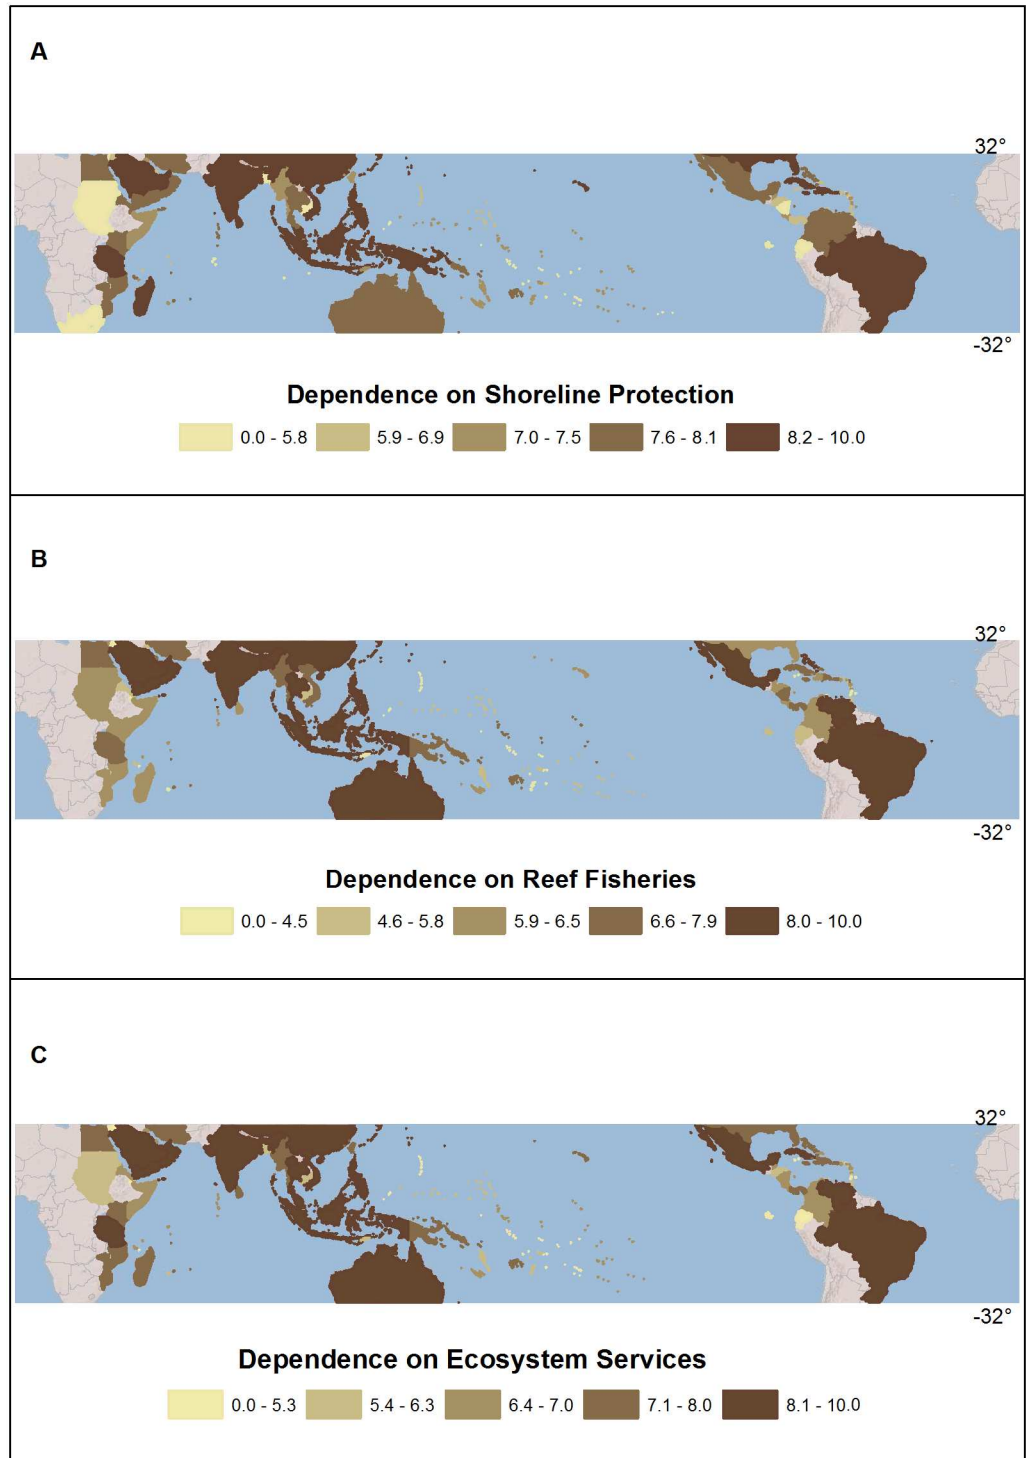 A
32°
-32°
Dependence on Shoreline Protection
0.0 - 5.8 5.9 - 6.9 7.0 - 7.5 7.6 - 8.1 8.2 - 10.0
B
32°
-32°
Dependence on Reef Fisheries
0.0 - 4.5 4.6 - 5.8 5.9 - 6.5 6.6 - 7.9 8.0 - 10.0
C
32°
-32°
Dependence on Ecosystem Services
0.0 - 5.3 5.4 - 6.3 6.4 - 7.0 7.1 - 8.0 8.1 - 10.0